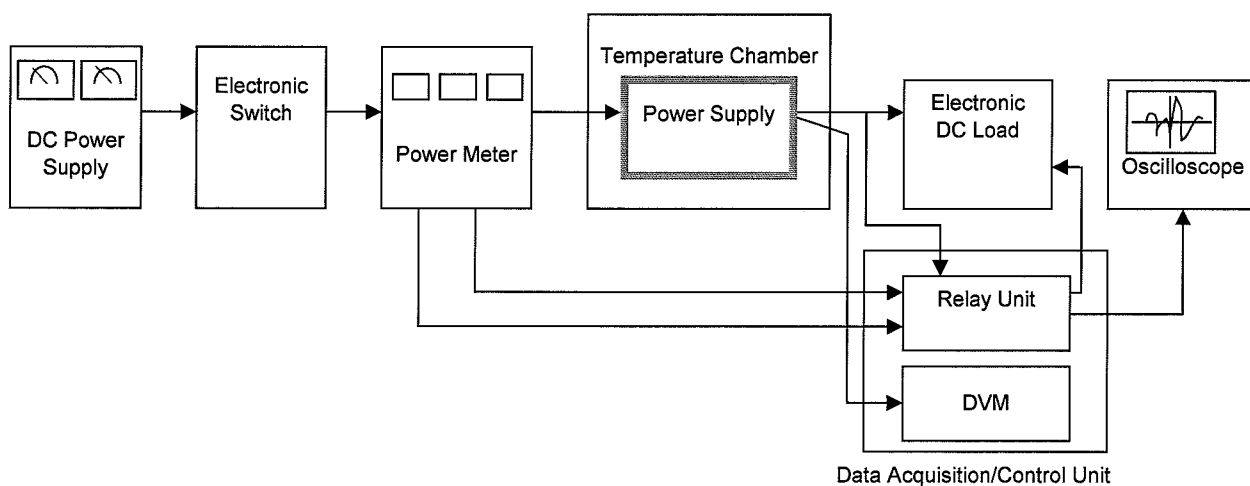 DC Power
Supply
Electronic
Switch
Power Meter
Temperature Chamber
Power Supply
Electronic
DC Load
Oscilloscope
Relay Unit
DVM
Data Acquisition/Control Unit